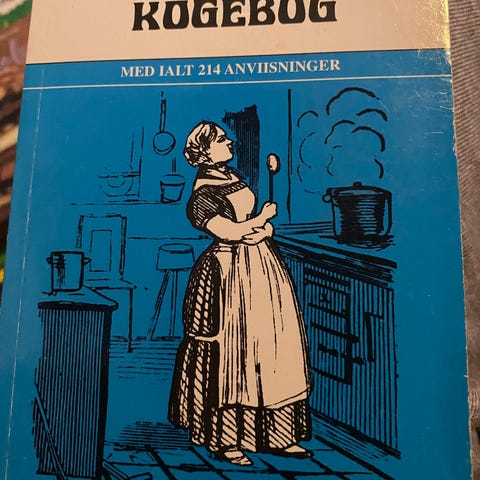 KOGEBOG
MED IALT 214 ANVIISNINGER